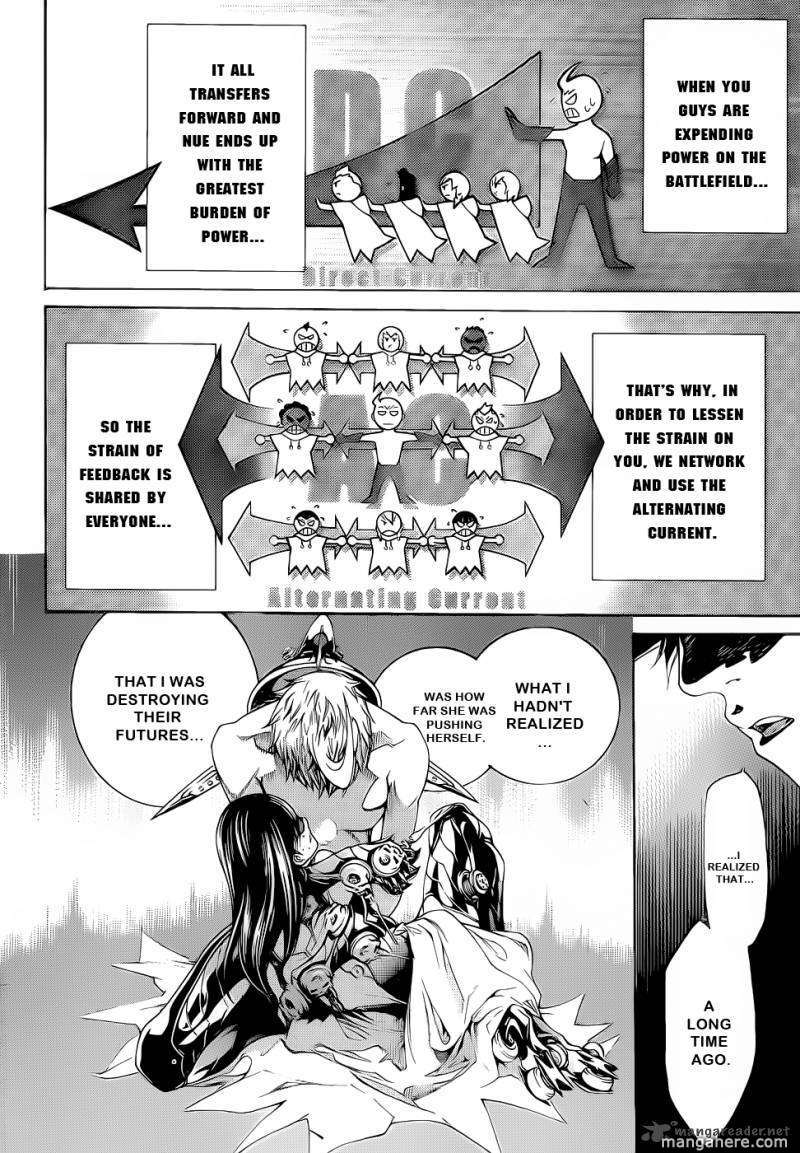 WHEN YOU
GUYS ARE
EXPENDING
POWER ON THE
BATTLEFIELD...
IT ALL
TRANSFERS
FORWARD AND
NUE ENDS UP
WITH THE
GREATEST
BURDEN OF
POWER...
DC
Direct Current
THAT'S WHY, IN
ORDER TO LESSEN
THE STRAIN ON
YOU, WE NETWORK
AND USE THE
ALTERNATING
CURRENT.
AC
SO THE
STRAIN OF
FEEDBACK IS
SHARED BY
EVERYONE...
Alternating Current
...I
REALIZED
THAT...
A
LONG
TIME
AGO.
WHAT I
HADN'T
REALIZED
...
WAS HOW
FAR SHE WAS
PUSHING
HERSELF.
THAT I WAS
DESTROYING
THEIR
FUTURES...
mangareader.net
mangahere.com